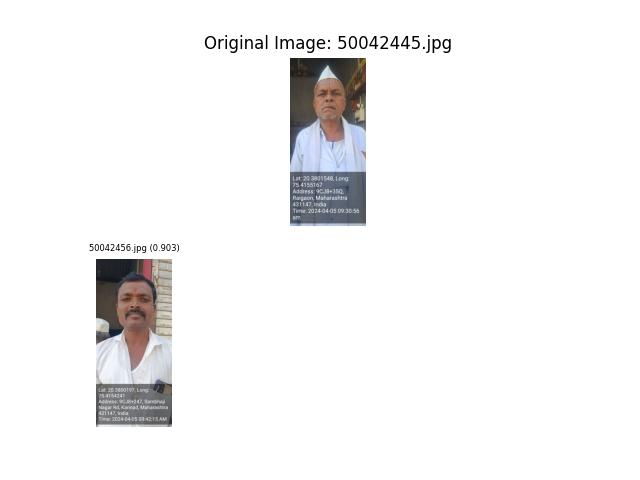 Original Image: 50042445.jpg
Lat: 20.3801548, Long:
75.4155167
Address: 9CJ8+35Q,
Raigaon, Maharashtra
431147, India
Time: 2024-04-05 09:30:56
am
50042456.jpg (0.903)
Lat: 20.3800197, Long:
75.4154241
Address: 9CJ8+247, Sambhaji
Nagar Rd, Kannad, Maharashtra
431147, India
Time: 2024-04-05 09:42:15 AM